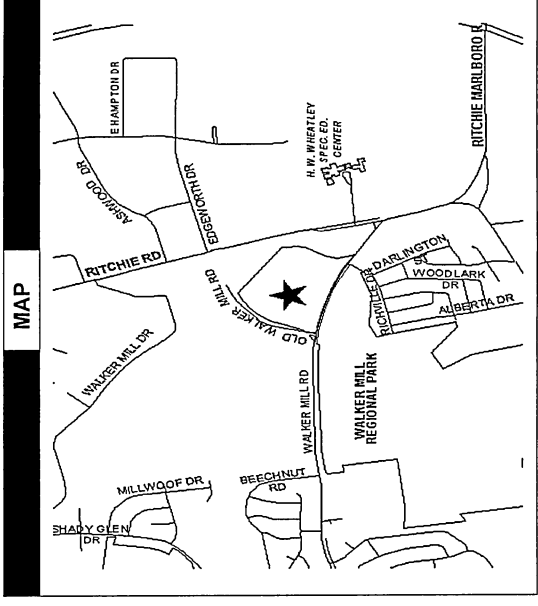 MAP
E HAMPTON DR
ASHWOOD DR
EDGEWORTH DR
RITCHIE RD
H.W. WHEATLEY
SPEC. ED.
CENTER
RITCHIE MARLBORO R
OLD WALKER MILL RD
WALKER MILL DR
DARLINGTON
ST
RICHVILLE DR
WOODLARK
DR
ALBERTA DR
WALKER MILL RD
WALKER MILL
REGIONAL PARK
MILLWOOF DR
BEECHNUT
RD
SHADY GLEN
DR